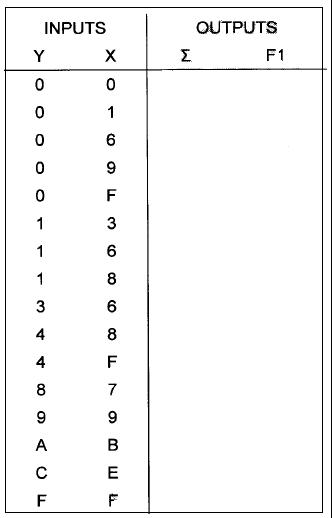 INPUTS OUTPUTS
Y X Σ F1
0 0
0 1
0 6
0 9
0 F
1 3
1 6
1 8
3 6
4 8
4 F
8 7
9 9
A B
C E
F F